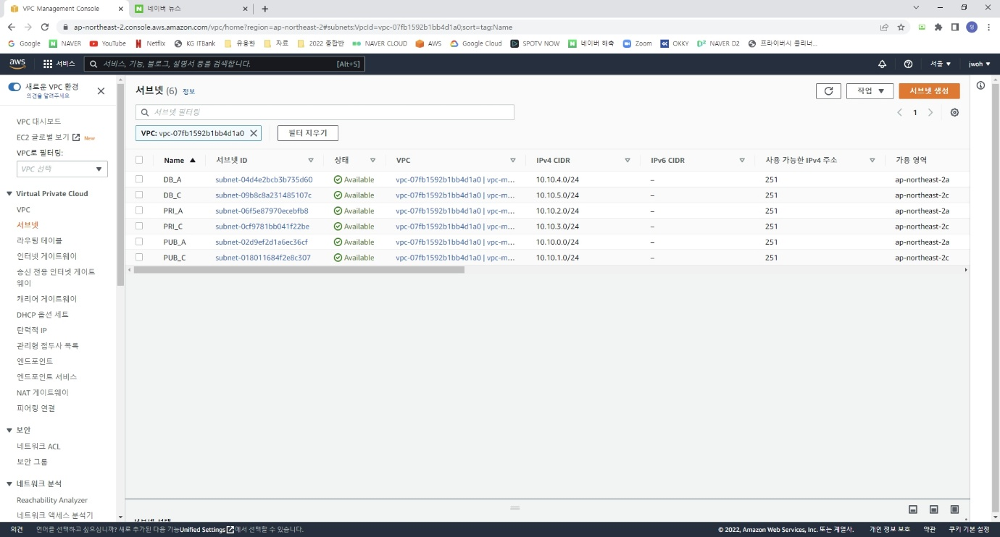 VPC Management Console
네이버 뉴스
ap-northeast-2.console.aws.amazon.com/vpc/home?region=ap-northeast-2#subnets:VpcId=vpc-07fb1592b1bb4d1a0;sort=tag:Name
Google NAVER YouTube Netflix KG ITBank 유용한 자료 2022 종합반 NAVER CLOUD AWS Google Cloud SPOTV NOW 네이버 해축 Zoom OKKY NAVER D2 프라이버시 클리너...
aws 서비스 서비스, 기능, 블로그, 설명서 등을 검색합니다. [Alt+S] 서울 jwoh
새로운 VPC 환경
의견을 알려주세요
VPC 대시보드
EC2 글로벌 보기 New
VPC로 필터링:
VPC 선택
Virtual Private Cloud
VPC
서브넷
라우팅 테이블
인터넷 게이트웨이
송신 전용 인터넷 게이트
웨이
캐리어 게이트웨이
DHCP 옵션 세트
탄력적 IP
관리형 접두사 목록
엔드포인트
엔드포인트 서비스
NAT 게이트웨이
피어링 연결
보안
네트워크 ACL
보안 그룹
네트워크 분석
Reachability Analyzer
네트워크 액세스 분석기
서브넷 (6) 정보
작업 서브넷 생성
서브넷 필터링
1
VPC: vpc-07fb1592b1bb4d1a0 필터 지우기
Name 서브넷 ID 상태 VPC IPv4 CIDR IPv6 CIDR 사용 가능한 IPv4 주소 가용 영역
DB_A subnet-04d4e2bcb3b735d60 Available vpc-07fb1592b1bb4d1a0 | vpc-m... 10.10.4.0/24 – 251 ap-northeast-2a
DB_C subnet-09b8c8a231485107c Available vpc-07fb1592b1bb4d1a0 | vpc-m... 10.10.5.0/24 – 251 ap-northeast-2c
PRI_A subnet-06f5e87970ecebfb8 Available vpc-07fb1592b1bb4d1a0 | vpc-m... 10.10.2.0/24 – 251 ap-northeast-2a
PRI_C subnet-0cf9781bb041f22be Available vpc-07fb1592b1bb4d1a0 | vpc-m... 10.10.3.0/24 – 251 ap-northeast-2c
PUB_A subnet-02d9ef2d1a6ec36cf Available vpc-07fb1592b1bb4d1a0 | vpc-m... 10.10.0.0/24 – 251 ap-northeast-2a
PUB_C subnet-018011684f2e8c307 Available vpc-07fb1592b1bb4d1a0 | vpc-m... 10.10.1.0/24 – 251 ap-northeast-2c
서브넷 선택
의견 언어를 선택하고 싶으십니까? 새로 추가된 다음 기능Unified Settings에서 선택할 수 있습니다. © 2022, Amazon Web Services, Inc. 또는 계열사. 개인 정보 보호 약관 쿠키 기본 설정